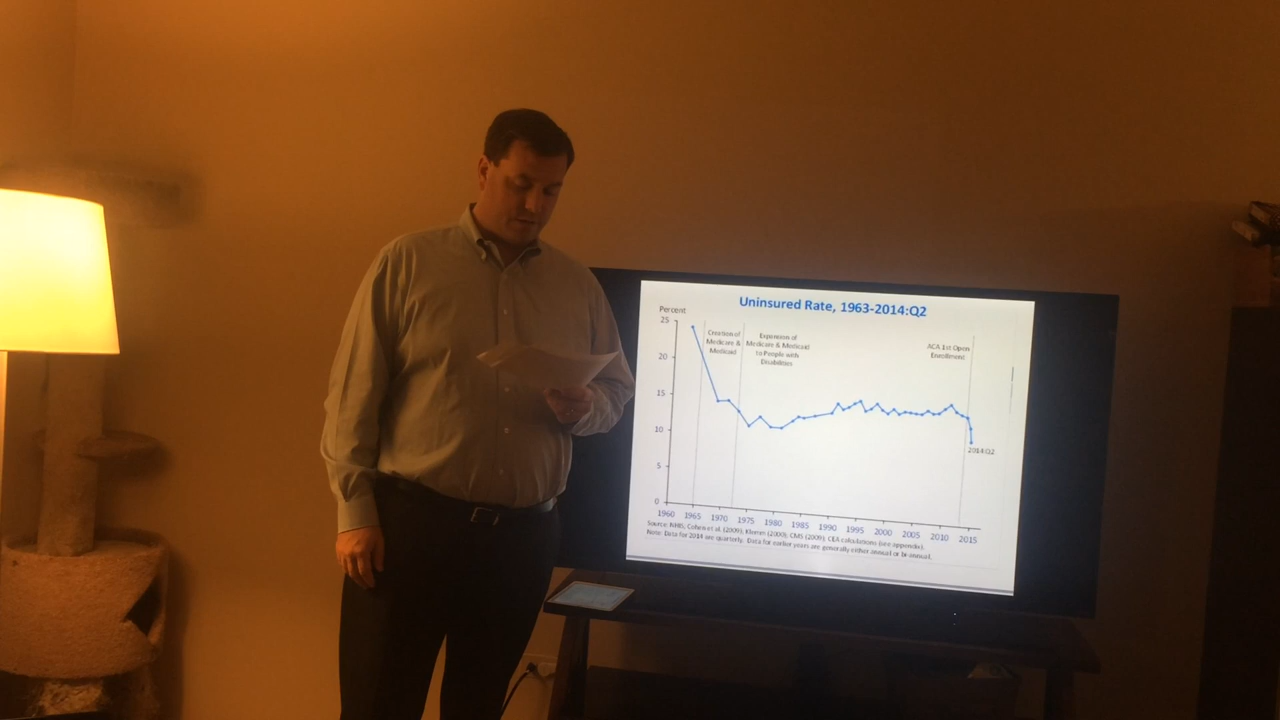 Uninsured Rate, 1963-2014:Q2
Percent
25
20
15
10
5
0
Creation of
Medicare &
Medicaid
Expansion of
Medicare & Medicaid
to People with
Disabilities
ACA 1st Open
Enrollment
2014:Q2
1960 1965 1970 1975 1980 1985 1990 1995 2000 2005 2010 2015
Source: NHIS, Cohen et al. (2009); Klemm (2000); CMS (2009); CEA calculations (see appendix).
Note: Data for 2014 are quarterly. Data for earlier years are generally either annual or bi-annual.